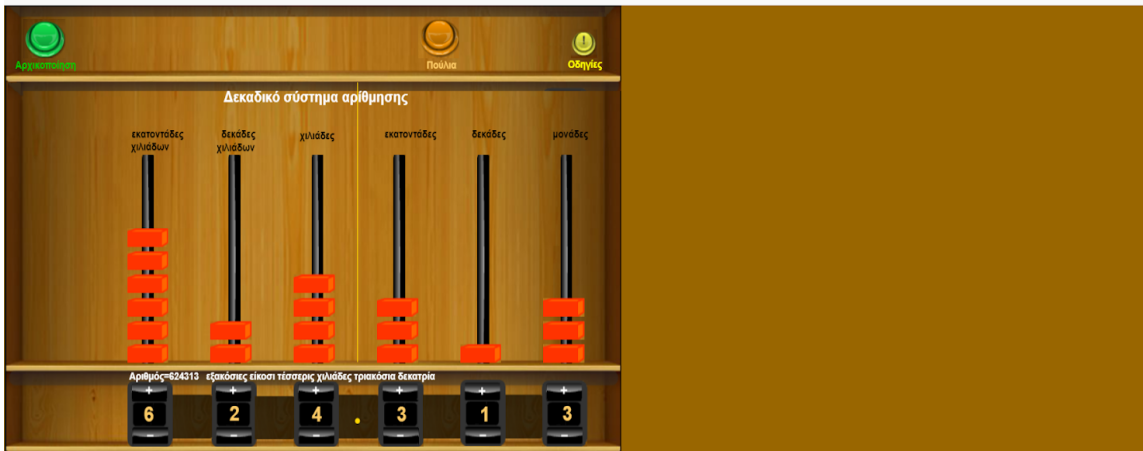 Αρχικοποίηση
Πούλια
!
Οδηγίες
Δεκαδικό σύστημα αρίθμησης
εκατοντάδες χιλιάδων
δεκάδες χιλιάδων
χιλιάδες
εκατοντάδες
δεκάδες
μονάδες
Αριθμός=624313 εξακόσιες είκοσι τέσσερις χιλιάδες τριακόσια δεκατρία
+ + + + + +
6 2 4 . 3 1 3
- - - - - -